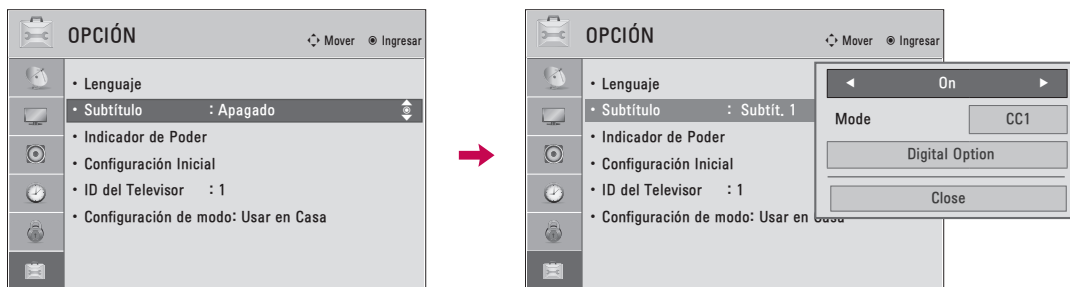 OPCIÓN
Mover Ingresar
• Lenguaje
• Subtítulo : Apagado
• Indicador de Poder
• Configuración Inicial
• ID del Televisor : 1
• Configuración de modo: Usar en Casa
OPCIÓN
Mover Ingresar
• Lenguaje
• Subtítulo : Subtít. 1
• Indicador de Poder
• Configuración Inicial
• ID del Televisor : 1
• Configuración de modo: Usar en Casa
◄ On ►
Mode CC1
Digital Option
Close